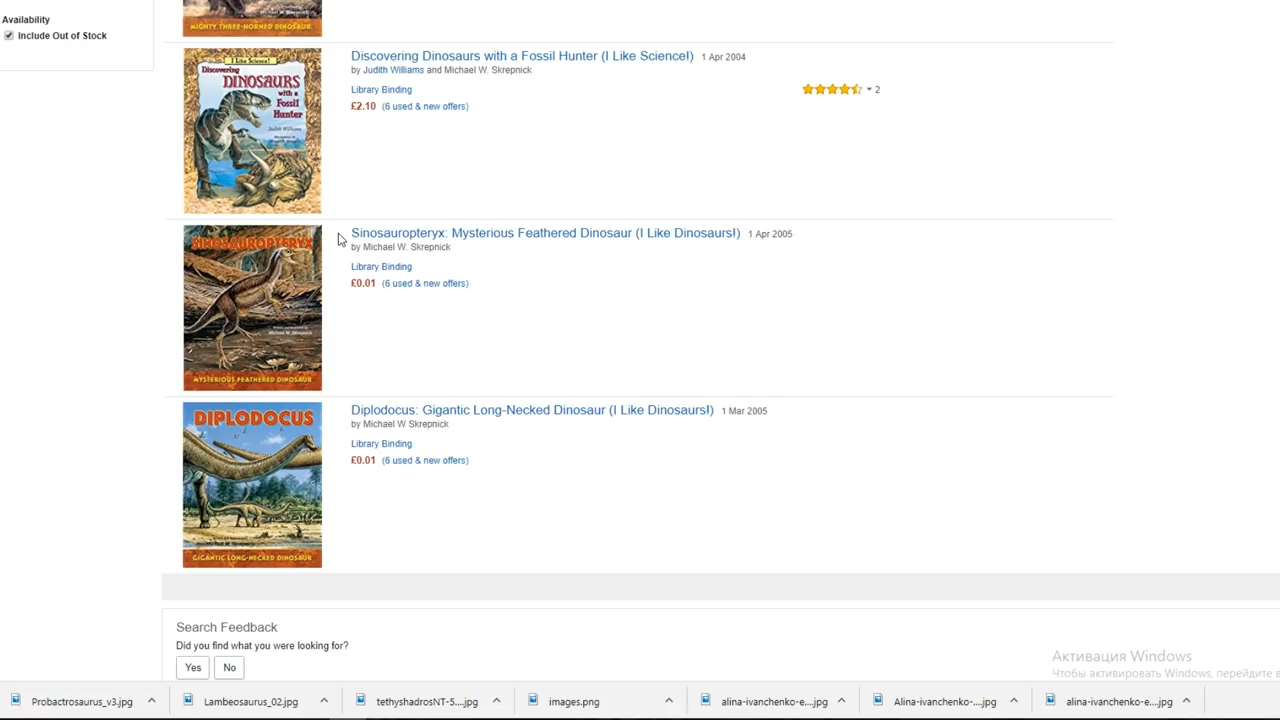 Availability
Include Out of Stock
MIGHTY THREE-HORNED DINOSAUR
I Like Science!
Discovering
DINOSAURS
with a
Fossil
Hunter
Judith Williams
Discovering Dinosaurs with a Fossil Hunter (I Like Science!) 1 Apr 2004
by Judith Williams and Michael W. Skrepnick
Library Binding
£2.10 (6 used & new offers)
2
SINOSAUROPTERYX
Michael W. Skrepnick
MYSTERIOUS FEATHERED DINOSAUR
Sinosauropteryx: Mysterious Feathered Dinosaur (I Like Dinosaurs!) 1 Apr 2005
by Michael W. Skrepnick
Library Binding
£0.01 (6 used & new offers)
DIPLODOCUS
Michael W. Skrepnick
GIGANTIC LONG-NECKED DINOSAUR
Diplodocus: Gigantic Long-Necked Dinosaur (I Like Dinosaurs!) 1 Mar 2005
by Michael W Skrepnick
Library Binding
£0.01 (6 used & new offers)
Search Feedback
Did you find what you were looking for?
Yes No
Активация Windows
Чтобы активировать Windows, перейдите в
Probactrosaurus_v3.jpg Lambeosaurus_02.jpg tethyshadrosNT-5....jpg images.png alina-ivanchenko-e....jpg Alina-ivanchenko-....jpg alina-ivanchenko-e....jpg